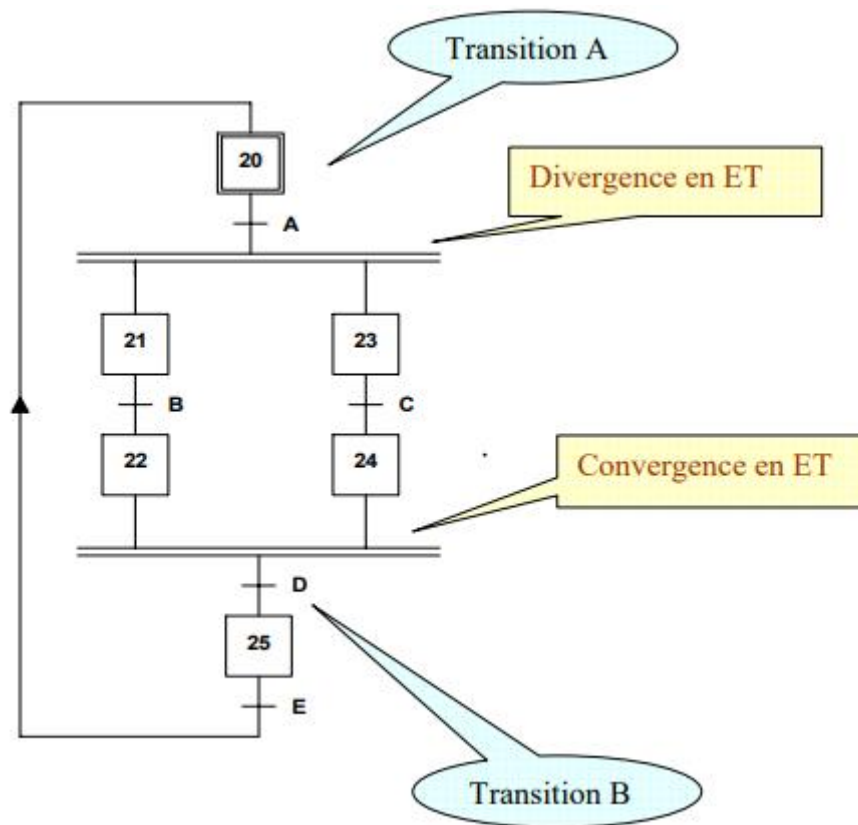 Transition A
20
Divergence en ET
A
21
23
B
C
22
24
Convergence en ET
D
25
E
Transition B